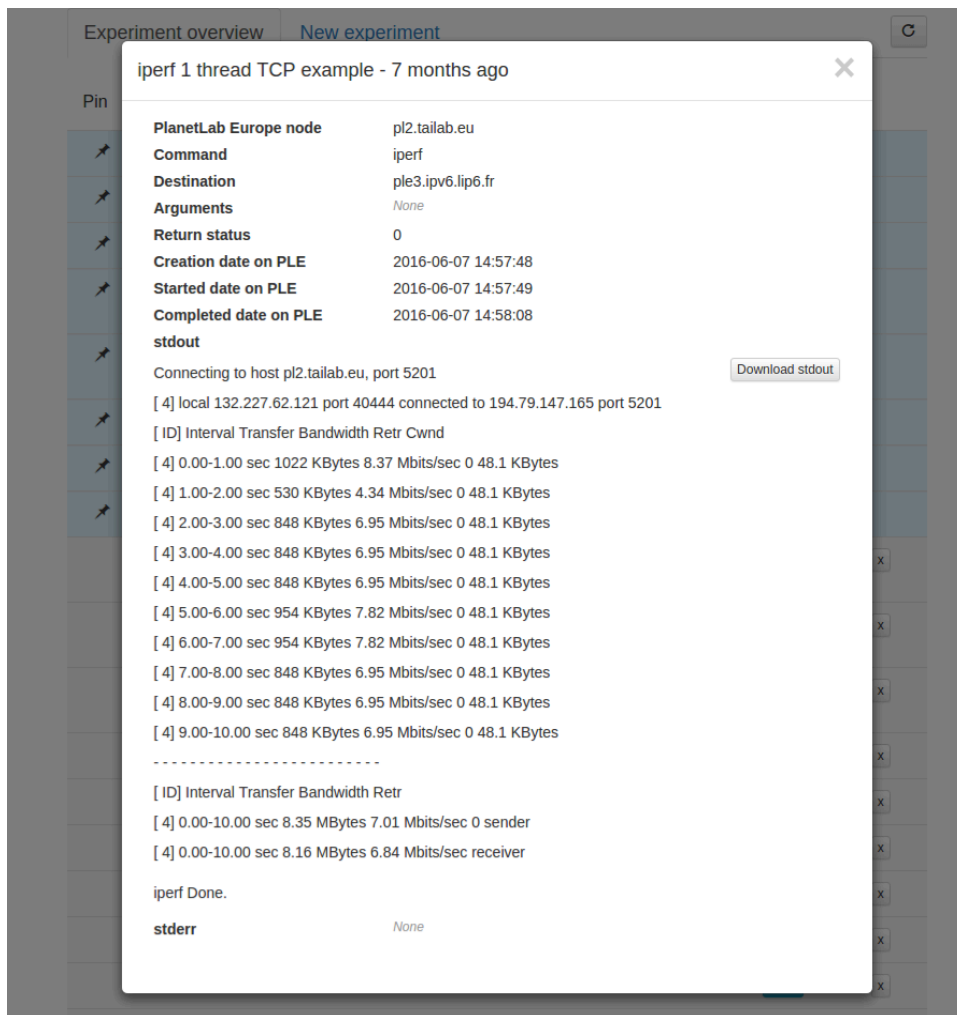 Experiment overview New experiment
iperf 1 thread TCP example - 7 months ago ×
Pin
PlanetLab Europe node pl2.tailab.eu
Command iperf
Destination ple3.ipv6.lip6.fr
Arguments None
Return status 0
Creation date on PLE 2016-06-07 14:57:48
Started date on PLE 2016-06-07 14:57:49
Completed date on PLE 2016-06-07 14:58:08
stdout
Connecting to host pl2.tailab.eu, port 5201 Download stdout
[ 4] local 132.227.62.121 port 40444 connected to 194.79.147.165 port 5201
[ ID] Interval Transfer Bandwidth Retr Cwnd
[ 4] 0.00-1.00 sec 1022 KBytes 8.37 Mbits/sec 0 48.1 KBytes
[ 4] 1.00-2.00 sec 530 KBytes 4.34 Mbits/sec 0 48.1 KBytes
[ 4] 2.00-3.00 sec 848 KBytes 6.95 Mbits/sec 0 48.1 KBytes
[ 4] 3.00-4.00 sec 848 KBytes 6.95 Mbits/sec 0 48.1 KBytes
[ 4] 4.00-5.00 sec 848 KBytes 6.95 Mbits/sec 0 48.1 KBytes
[ 4] 5.00-6.00 sec 954 KBytes 7.82 Mbits/sec 0 48.1 KBytes
[ 4] 6.00-7.00 sec 954 KBytes 7.82 Mbits/sec 0 48.1 KBytes
[ 4] 7.00-8.00 sec 848 KBytes 6.95 Mbits/sec 0 48.1 KBytes
[ 4] 8.00-9.00 sec 848 KBytes 6.95 Mbits/sec 0 48.1 KBytes
[ 4] 9.00-10.00 sec 848 KBytes 6.95 Mbits/sec 0 48.1 KBytes
- - - - - - - - - - - - - - - - - - - - - - - - -
[ ID] Interval Transfer Bandwidth Retr
[ 4] 0.00-10.00 sec 8.35 MBytes 7.01 Mbits/sec 0 sender
[ 4] 0.00-10.00 sec 8.16 MBytes 6.84 Mbits/sec receiver
iperf Done.
stderr None
x
x
x
x
x
x
x
x
x